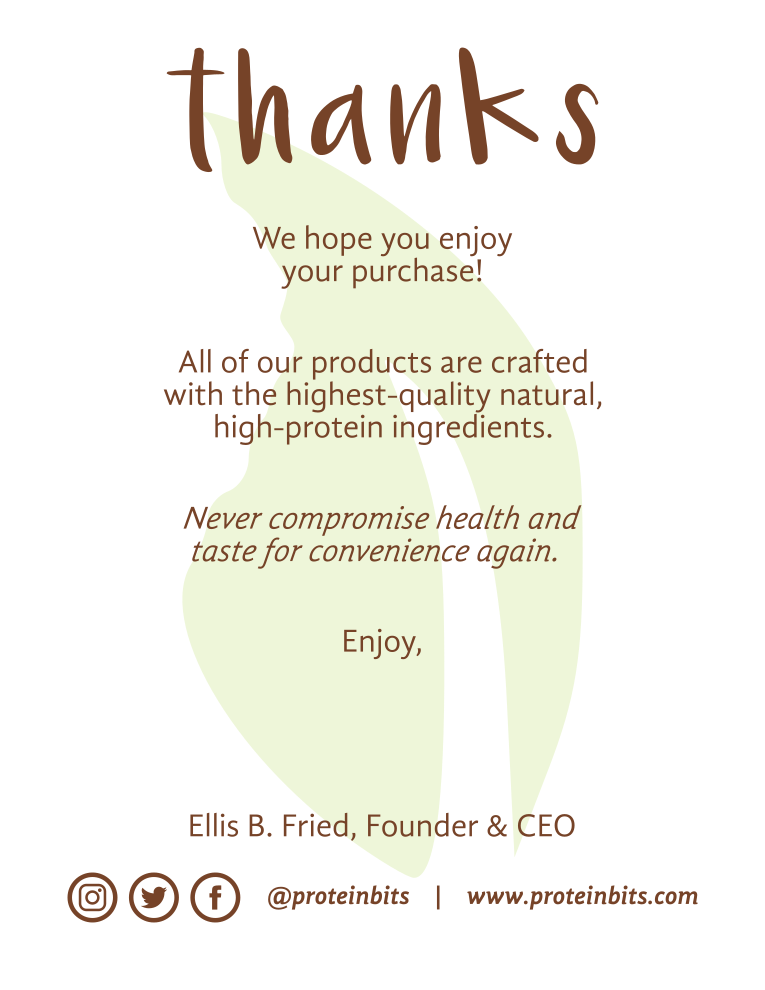 thanks
We hope you enjoy
your purchase!
All of our products are crafted
with the highest-quality natural,
high-protein ingredients.
Never compromise health and
taste for convenience again.
Enjoy,
Ellis B. Fried, Founder & CEO
@proteinbits | www.proteinbits.com